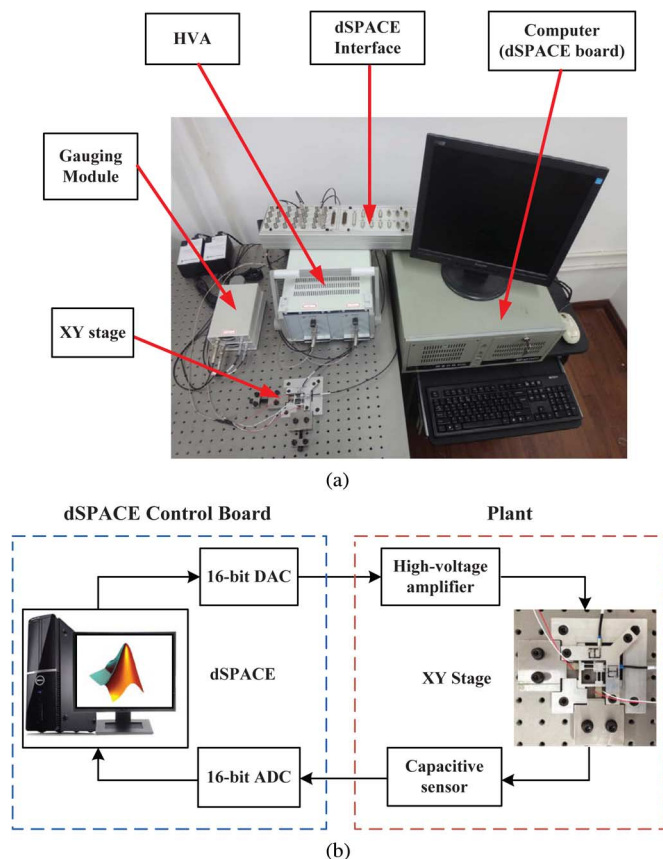 HVA
dSPACE
Interface
Computer
(dSPACE board)
Gauging
Module
XY stage
(a)
dSPACE Control Board
Plant
16-bit DAC
High-voltage
amplifier
dSPACE
XY Stage
16-bit ADC
Capacitive
sensor
(b)